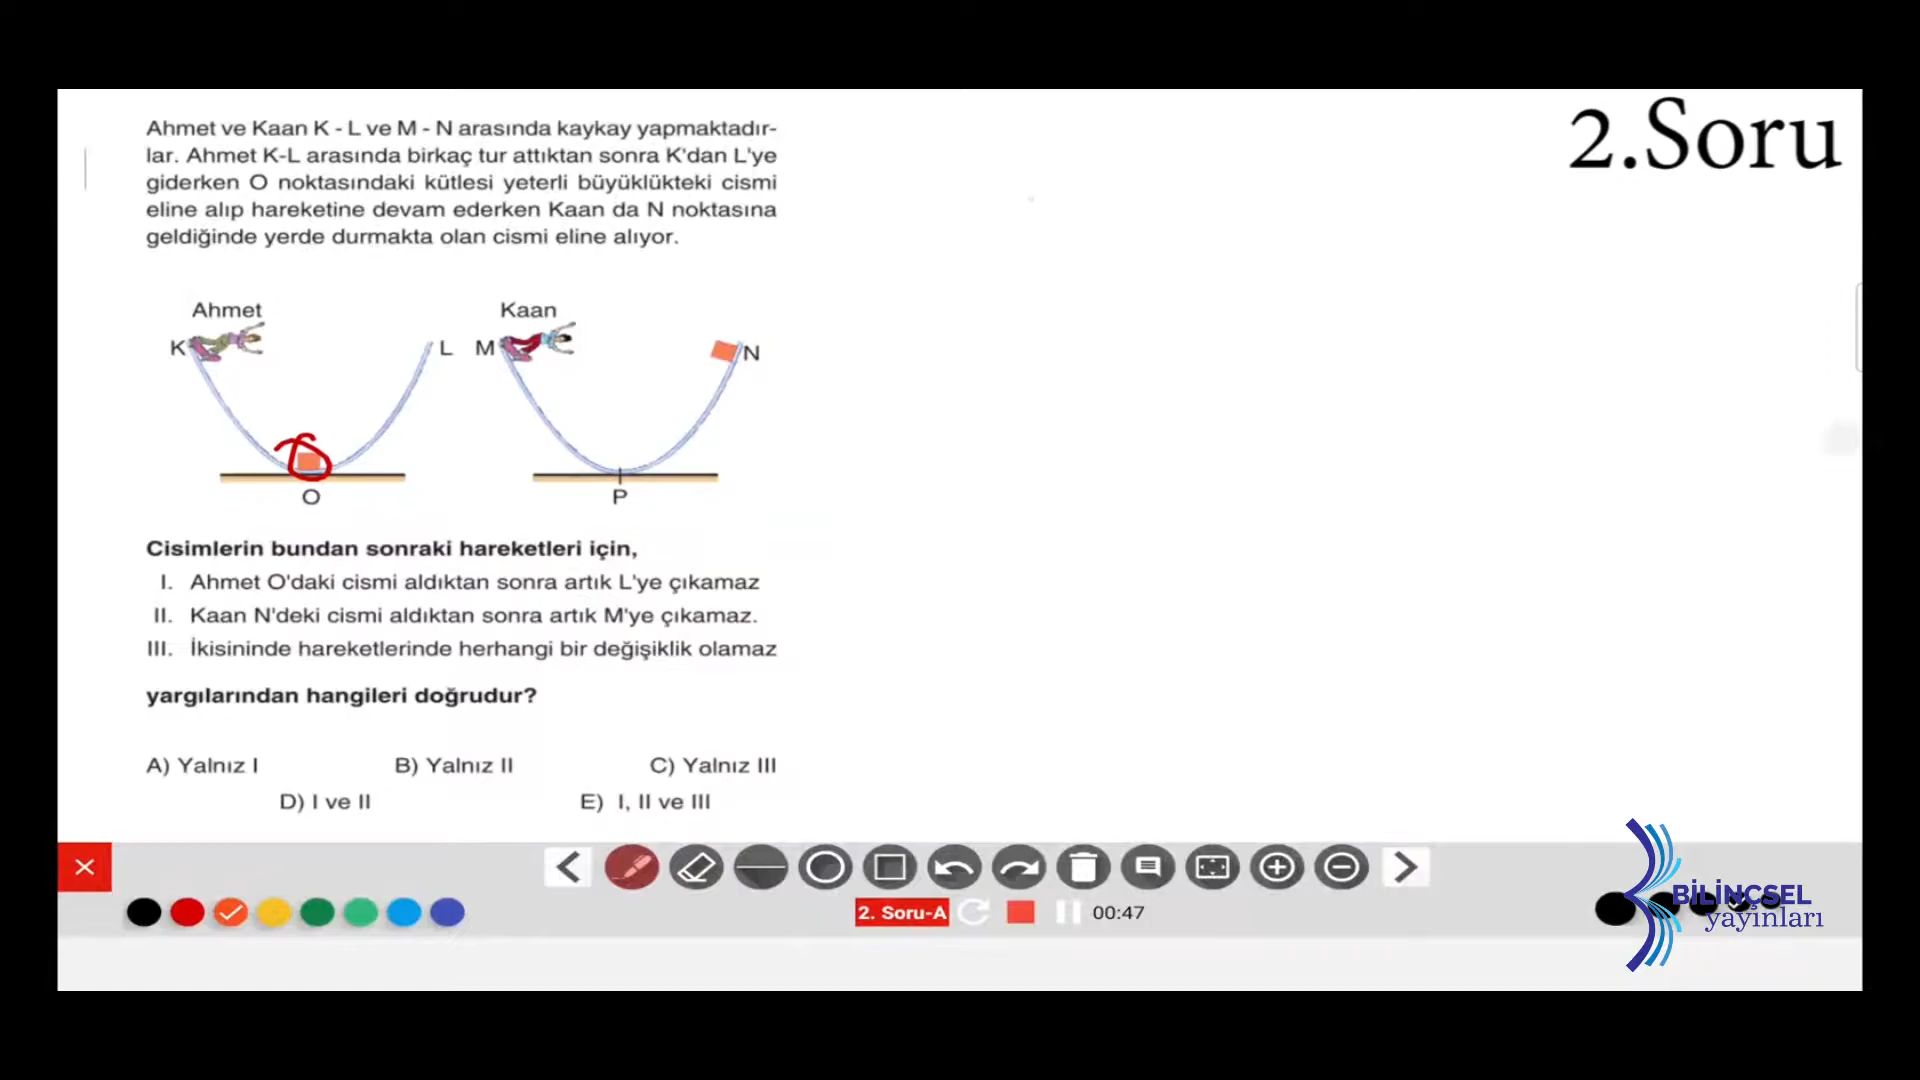 2.Soru
Ahmet ve Kaan K - L ve M - N arasında kaykay yapmaktadır-
lar. Ahmet K-L arasında birkaç tur attıktan sonra K'dan L'ye
giderken O noktasındaki kütlesi yeterli büyüklükteki cismi
eline alıp hareketine devam ederken Kaan da N noktasına
geldiğinde yerde durmakta olan cismi eline alıyor.
Ahmet Kaan
K L M N
O P
Cisimlerin bundan sonraki hareketleri için,
I. Ahmet O'daki cismi aldıktan sonra artık L'ye çıkamaz
II. Kaan N'deki cismi aldıktan sonra artık M'ye çıkamaz.
III. İkisininde hareketlerinde herhangi bir değişiklik olamaz
yargılarından hangileri doğrudur?
A) Yalnız I B) Yalnız II C) Yalnız III
D) I ve II E) I, II ve III
2. Soru-A 00:47
BİLİNÇSEL
yayınları